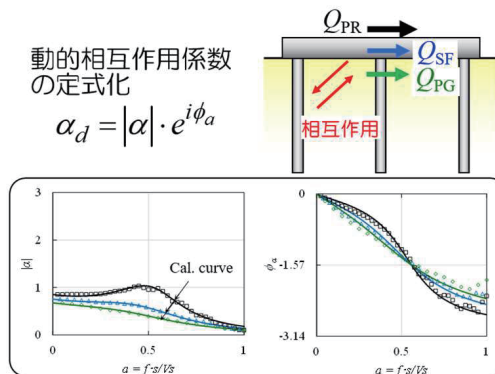 動的相互作用係数
の定式化
α_d = |α| · e^{iφ_a}
Q_PR
Q_SF
Q_PG
相互作用
3
2
1
0
|α|
Cal. curve
0
0.5
1
a = f·s/Vs
0
-1.57
-3.14
φ_a
0
0.5
1
a = f·s/Vs